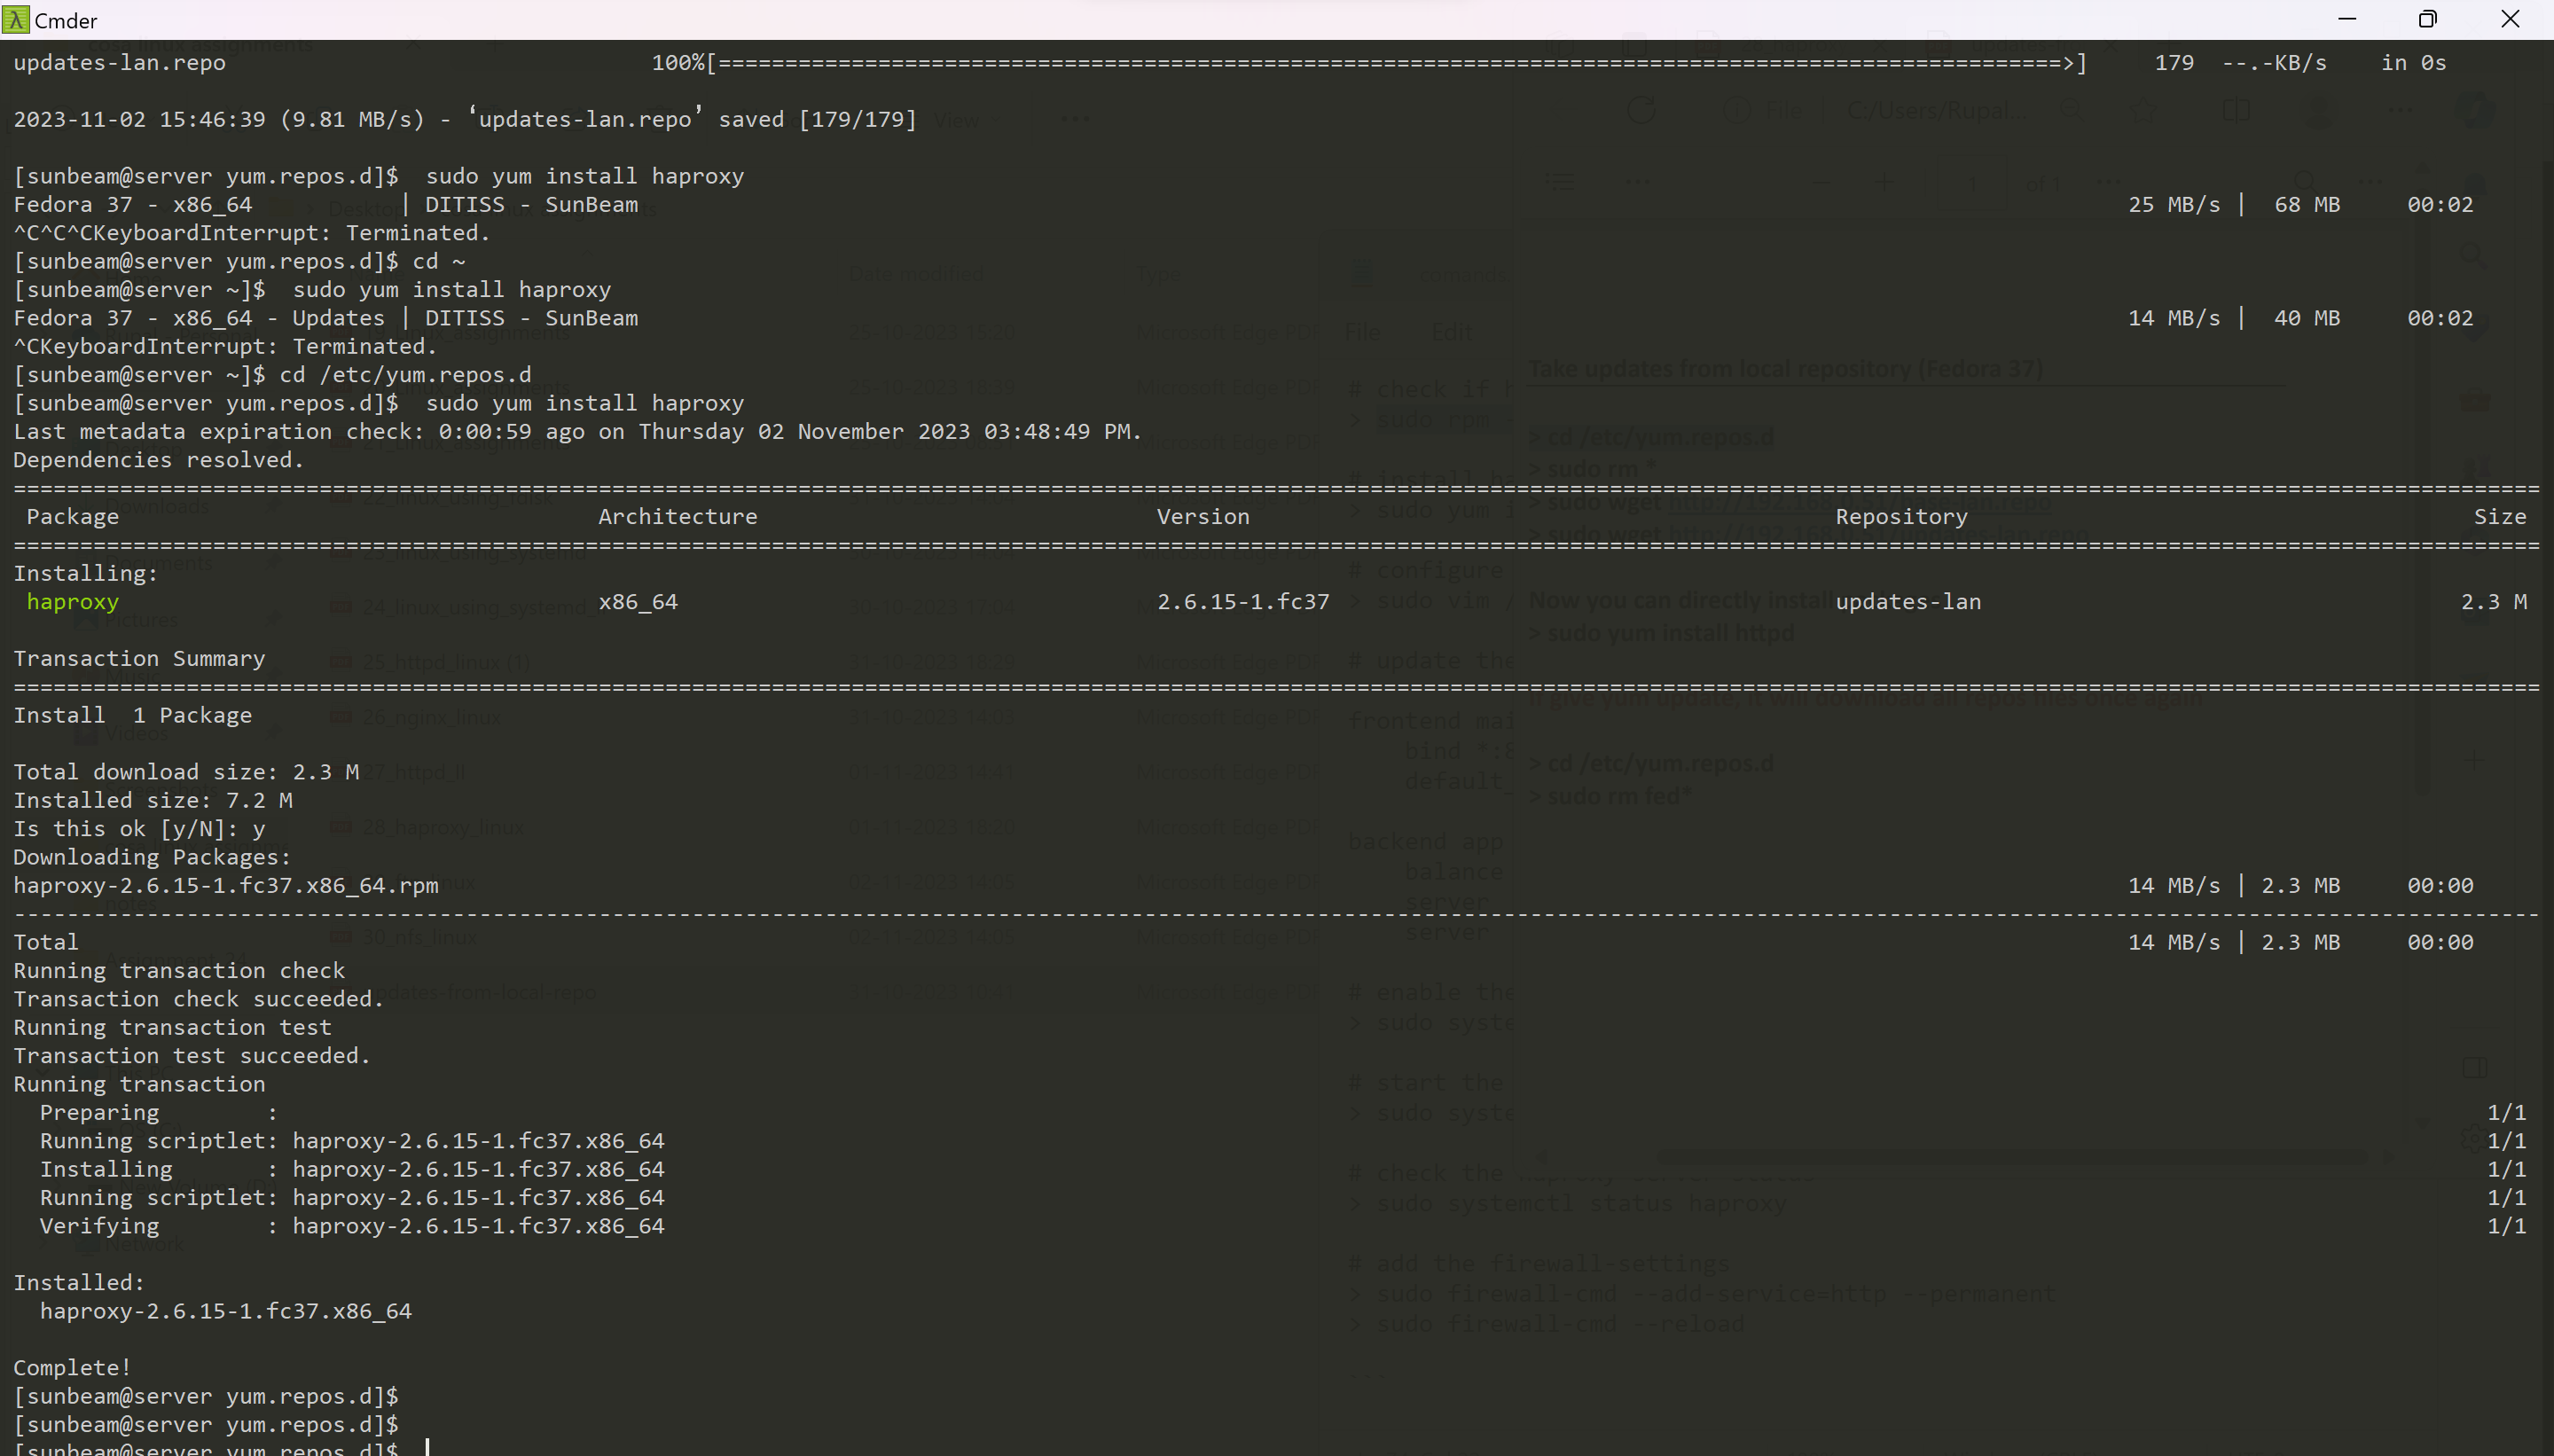 Cmder
updates-lan.repo 100%[=====================================================================================================>] 179 --.-KB/s in 0s
2023-11-02 15:46:39 (9.81 MB/s) - ‘updates-lan.repo’ saved [179/179]
[sunbeam@server yum.repos.d]$  sudo yum install haproxy
Fedora 37 - x86_64 | DITISS - SunBeam 25 MB/s | 68 MB 00:02
^C^C^CKeyboardInterrupt: Terminated.
[sunbeam@server yum.repos.d]$ cd ~
[sunbeam@server ~]$  sudo yum install haproxy
Fedora 37 - x86_64 - Updates | DITISS - SunBeam 14 MB/s | 40 MB 00:02
^CKeyboardInterrupt: Terminated.
[sunbeam@server ~]$ cd /etc/yum.repos.d
[sunbeam@server yum.repos.d]$  sudo yum install haproxy
Last metadata expiration check: 0:00:59 ago on Thursday 02 November 2023 03:48:49 PM.
Dependencies resolved.
Package Architecture Version Repository Size
Installing:
haproxy x86_64 2.6.15-1.fc37 updates-lan 2.3 M
Transaction Summary
Install  1 Package
Total download size: 2.3 M
Installed size: 7.2 M
Is this ok [y/N]: y
Downloading Packages:
haproxy-2.6.15-1.fc37.x86_64.rpm 14 MB/s | 2.3 MB 00:00
Total 14 MB/s | 2.3 MB 00:00
Running transaction check
Transaction check succeeded.
Running transaction test
Transaction test succeeded.
Running transaction
Preparing : 1/1
Running scriptlet: haproxy-2.6.15-1.fc37.x86_64 1/1
Installing : haproxy-2.6.15-1.fc37.x86_64 1/1
Running scriptlet: haproxy-2.6.15-1.fc37.x86_64 1/1
Verifying : haproxy-2.6.15-1.fc37.x86_64 1/1
Installed:
haproxy-2.6.15-1.fc37.x86_64
Complete!
[sunbeam@server yum.repos.d]$
[sunbeam@server yum.repos.d]$
[sunbeam@server yum.repos.d]$